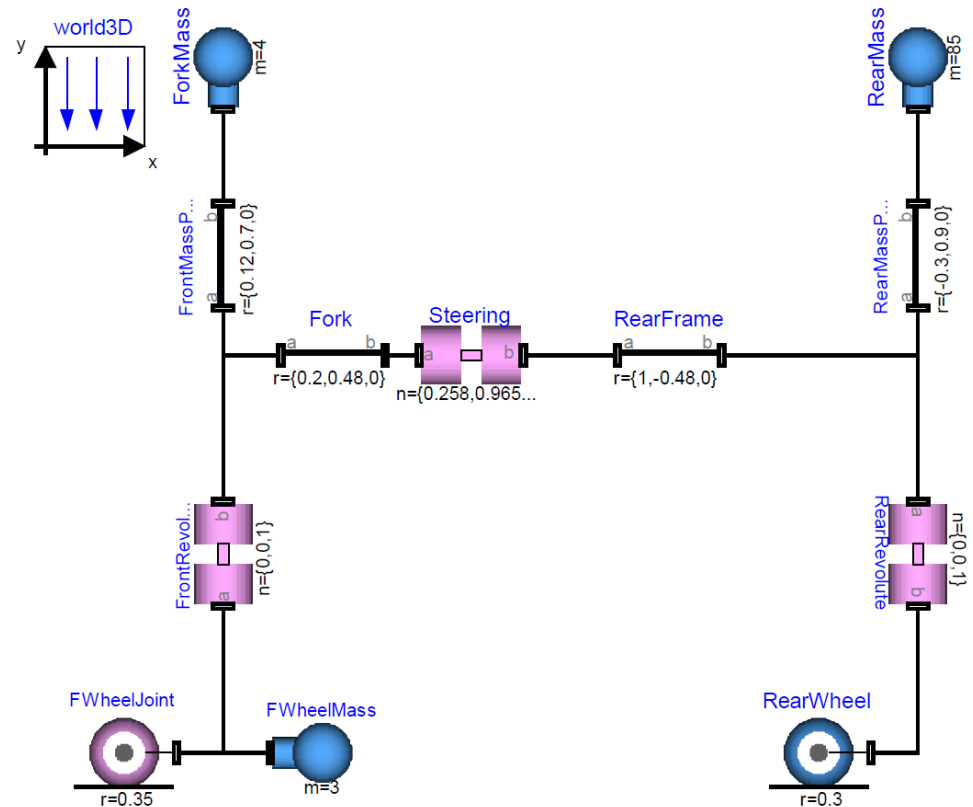 world3D
y
x
ForkMass
m=4
RearMass
m=85
FrontMassP...
b
a
r={0.12,0.7,0}
RearMassP...
b
a
r={-0.3,0.9,0}
Fork
a
b
r={0.2,0.48,0}
Steering
a
b
n={0.258,0.965...
RearFrame
a
b
r={1,-0.48,0}
FrontRevol...
b
a
n={0,0,1}
RearRevolute
a
b
n={0,0,1}
FWheelJoint
r=0.35
FWheelMass
m=3
RearWheel
r=0.3